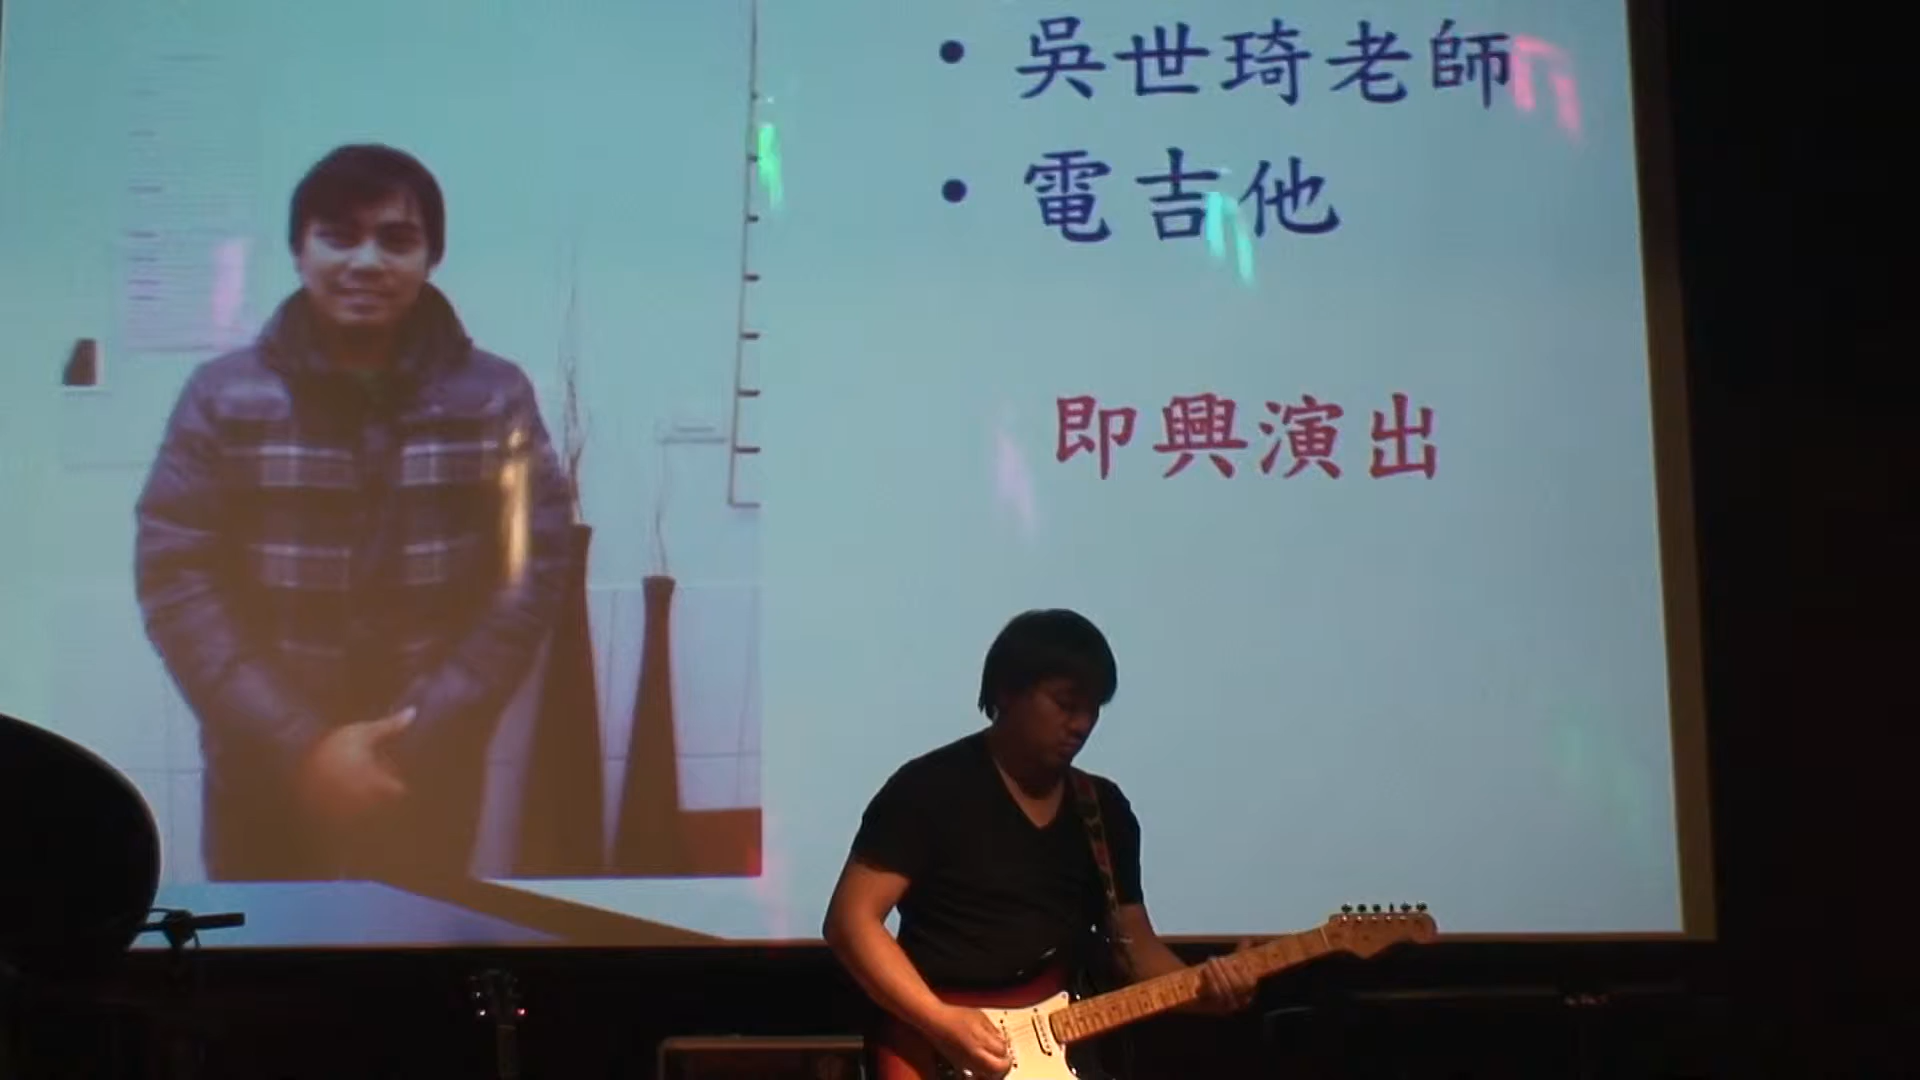 • 吳世琦老師
• 電吉他
即興演出